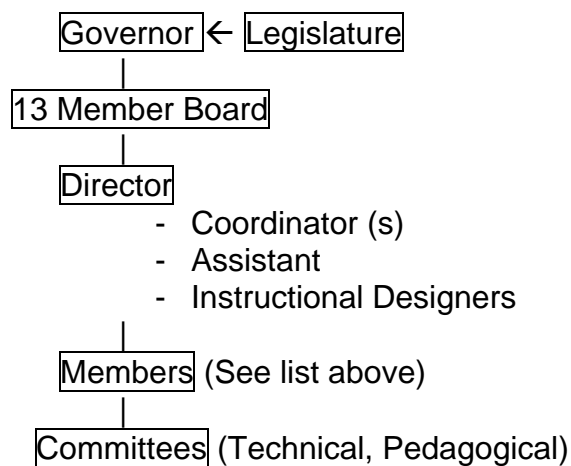 Governor ← Legislature
|
13 Member Board
|
Director
- Coordinator (s)
- Assistant
- Instructional Designers
|
Members (See list above)
|
Committees (Technical, Pedagogical)